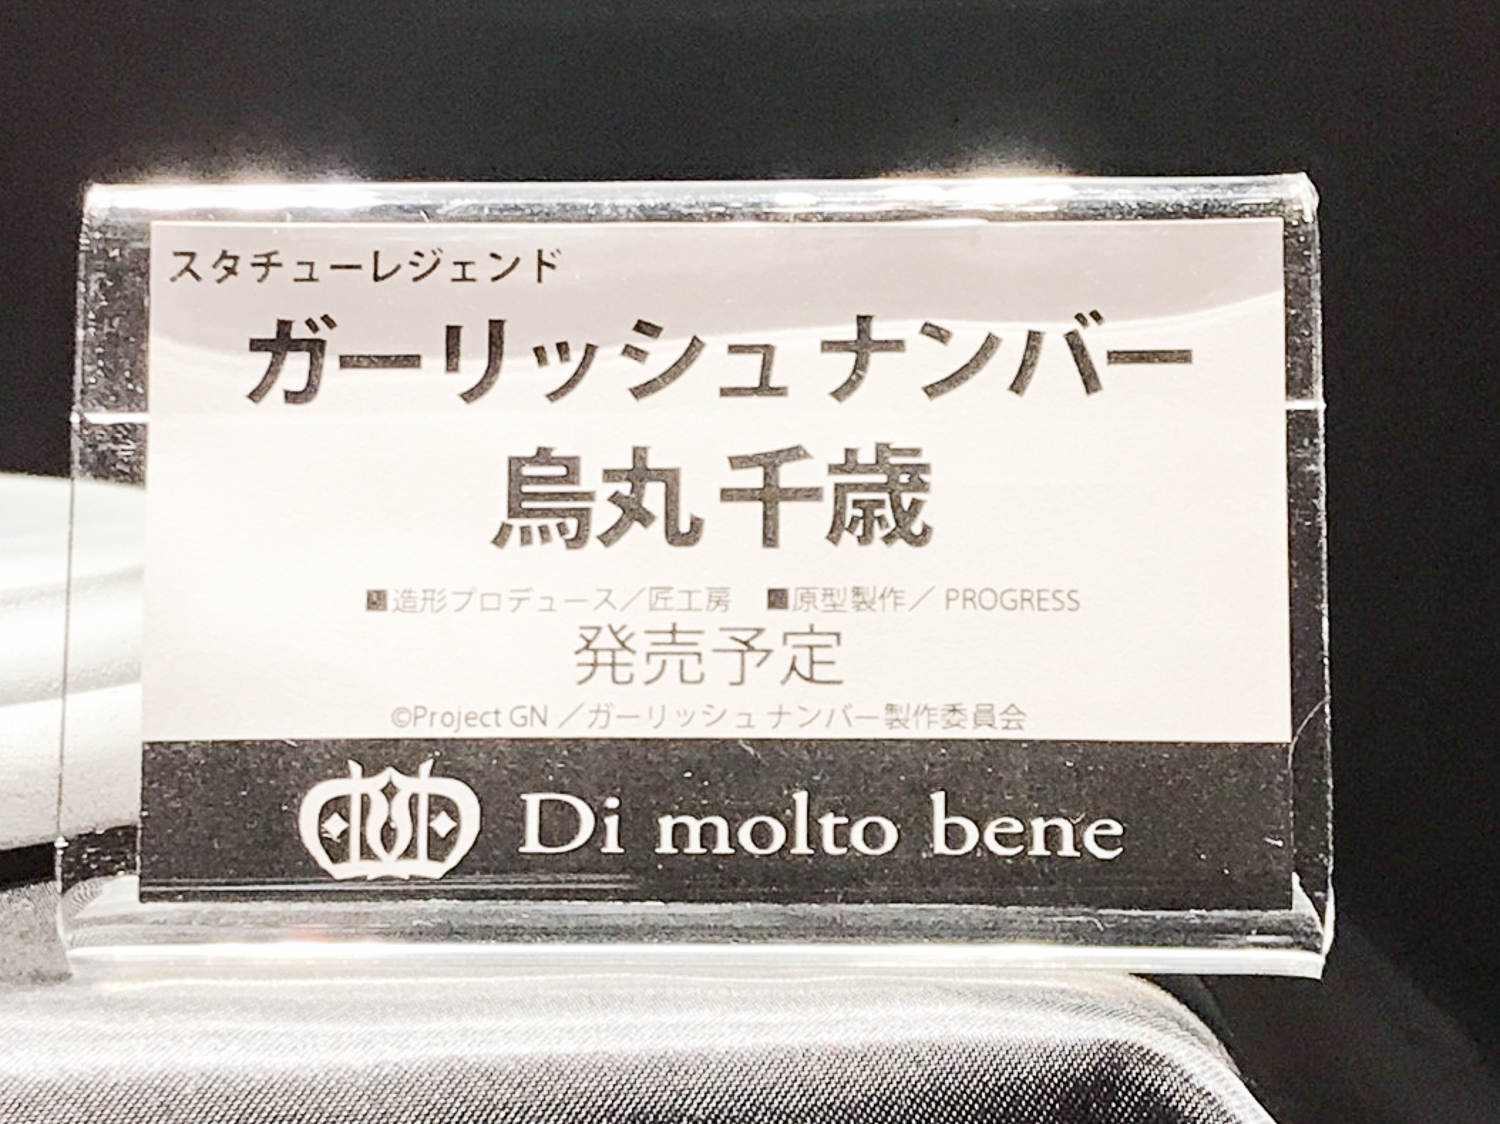 スタチューレジェンド
ガーリッシュ ナンバー
烏丸 千歳
■造形プロデュース／匠工房　■原型製作／ PROGRESS
発売予定
©Project GN ／ガーリッシュ ナンバー 製作委員会
Di molto bene